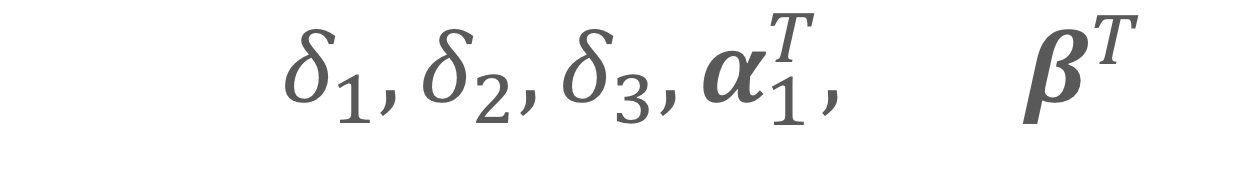 δ₁, δ₂, δ₃, 𝜶₁ᵀ, 𝜷ᵀ